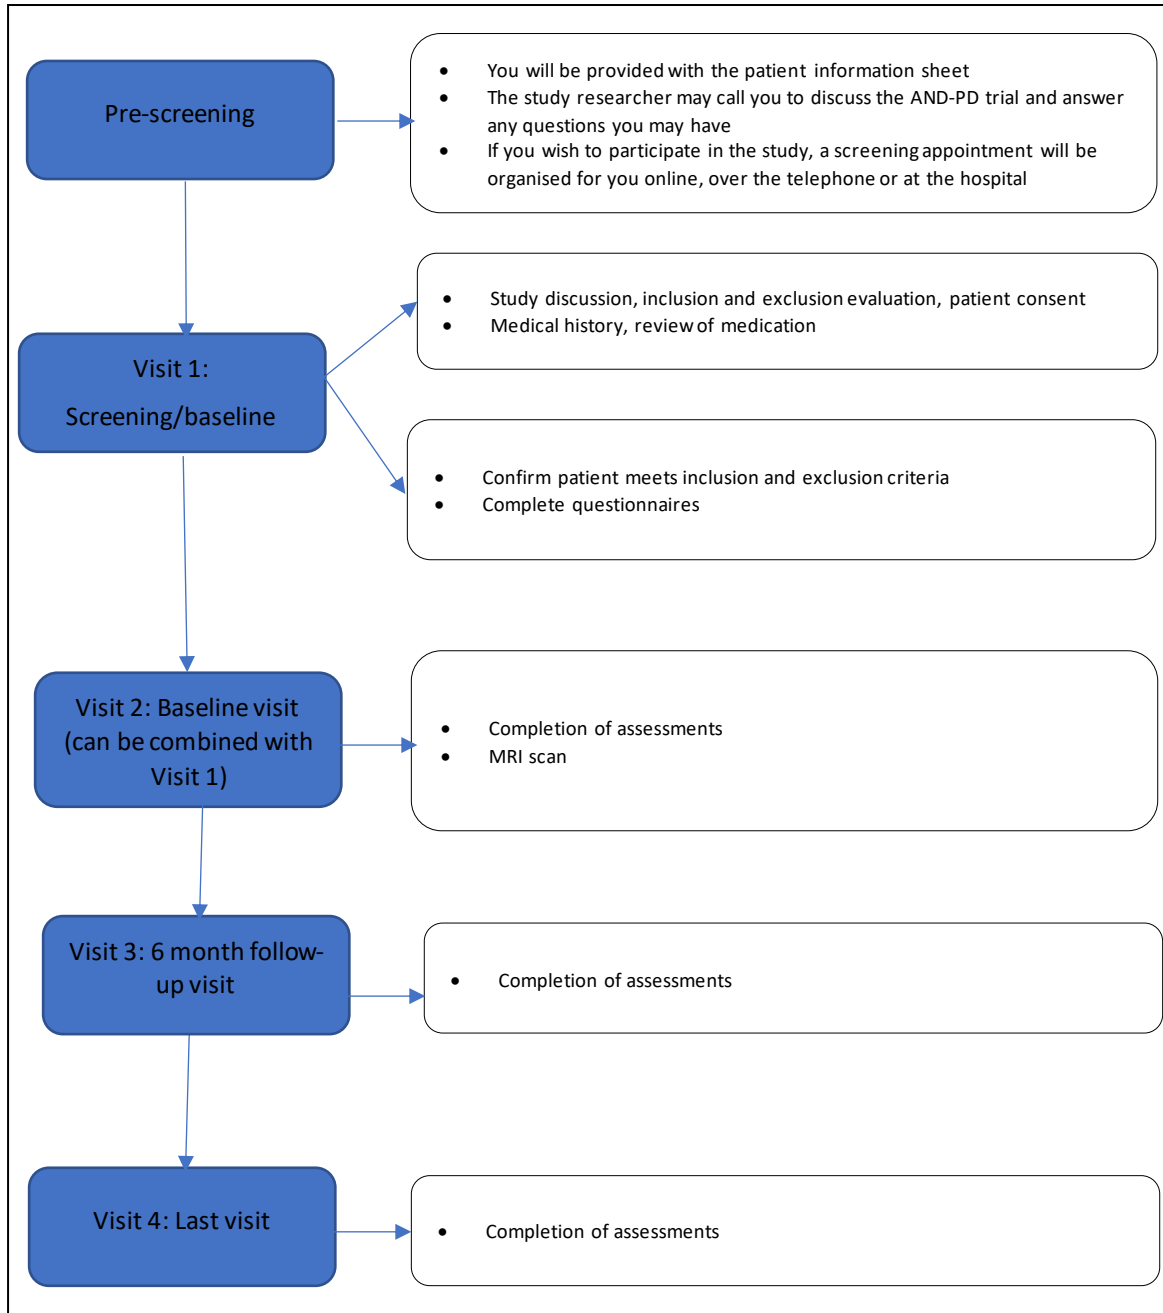 Pre-screening
• You will be provided with the patient information sheet
• The study researcher may call you to discuss the AND-PD trial and answer
any questions you may have
• If you wish to participate in the study, a screening appointment will be
organised for you online, over the telephone or at the hospital
Visit 1:
Screening/baseline
• Study discussion, inclusion and exclusion evaluation, patient consent
• Medical history, review of medication
• Confirm patient meets inclusion and exclusion criteria
• Complete questionnaires
Visit 2: Baseline visit
(can be combined with
Visit 1)
• Completion of assessments
• MRI scan
Visit 3: 6 month follow-
up visit
• Completion of assessments
Visit 4: Last visit
• Completion of assessments